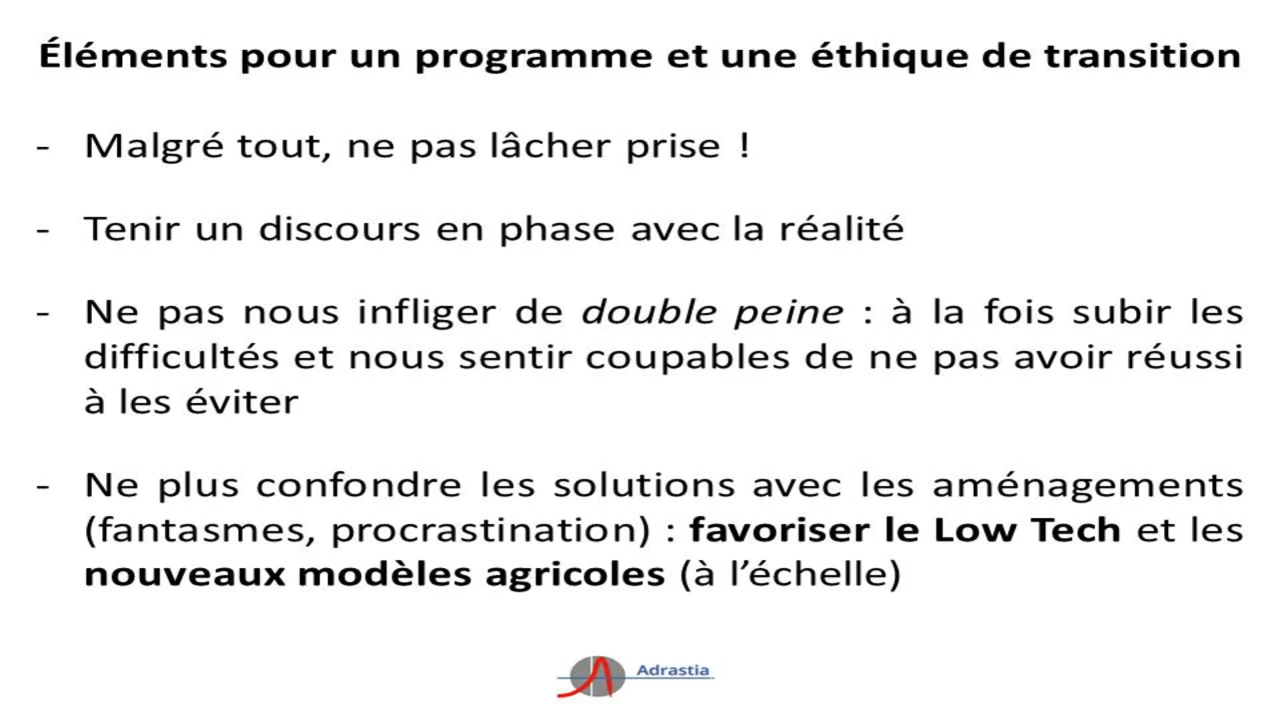 Éléments pour un programme et une éthique de transition
- Malgré tout, ne pas lâcher prise !
- Tenir un discours en phase avec la réalité
- Ne pas nous infliger de double peine : à la fois subir les
difficultés et nous sentir coupables de ne pas avoir réussi
à les éviter
- Ne plus confondre les solutions avec les aménagements
(fantasmes, procrastination) : favoriser le Low Tech et les
nouveaux modèles agricoles (à l’échelle)
Adrastia